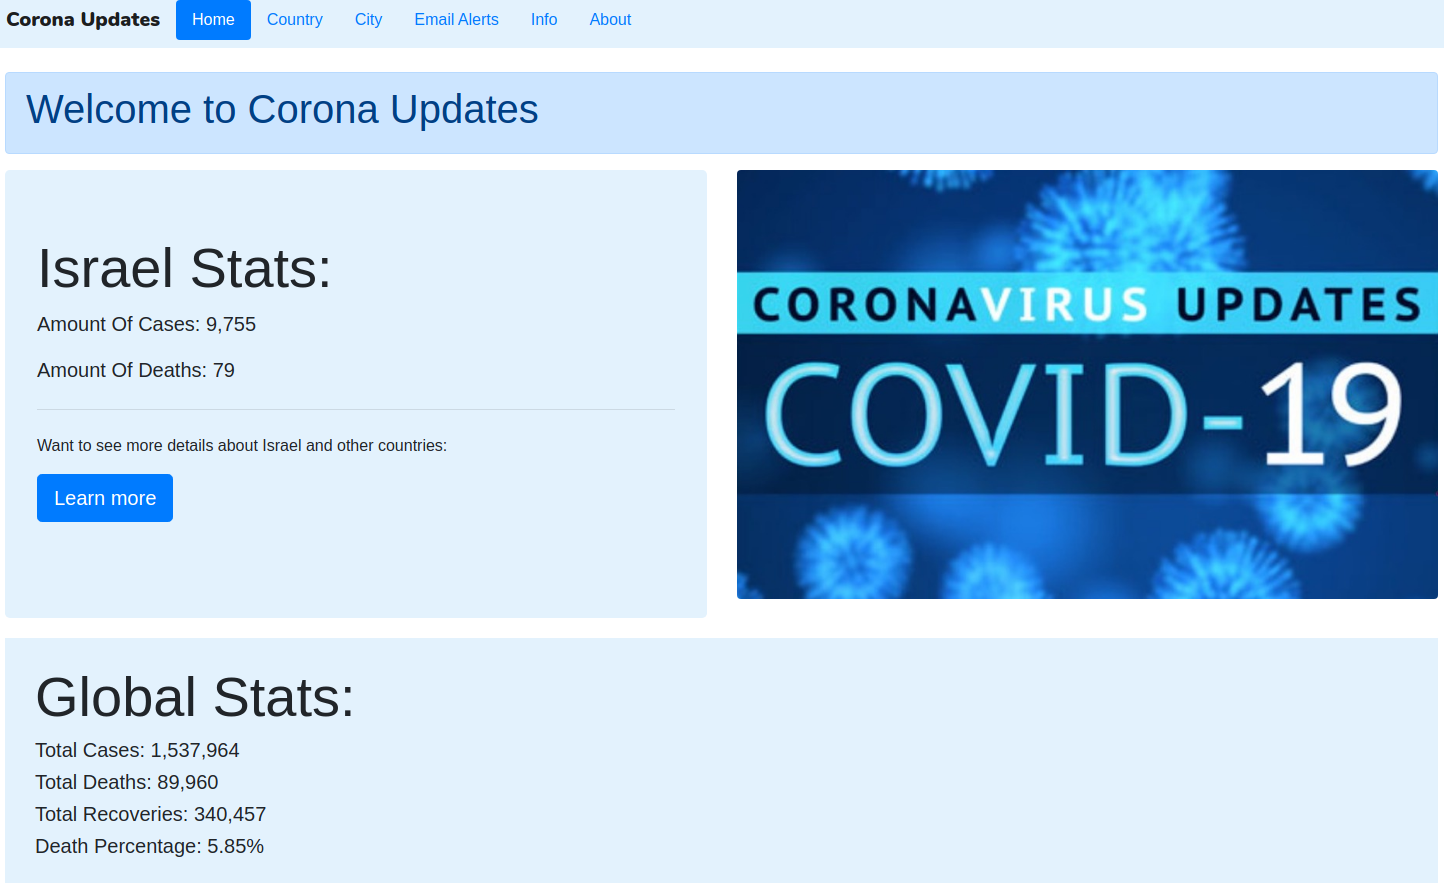 Corona Updates Home Country City Email Alerts Info About
Welcome to Corona Updates
Israel Stats:
Amount Of Cases: 9,755
Amount Of Deaths: 79
Want to see more details about Israel and other countries:
Learn more
CORONAVIRUS UPDATES
COVID-19
Global Stats:
Total Cases: 1,537,964
Total Deaths: 89,960
Total Recoveries: 340,457
Death Percentage: 5.85%